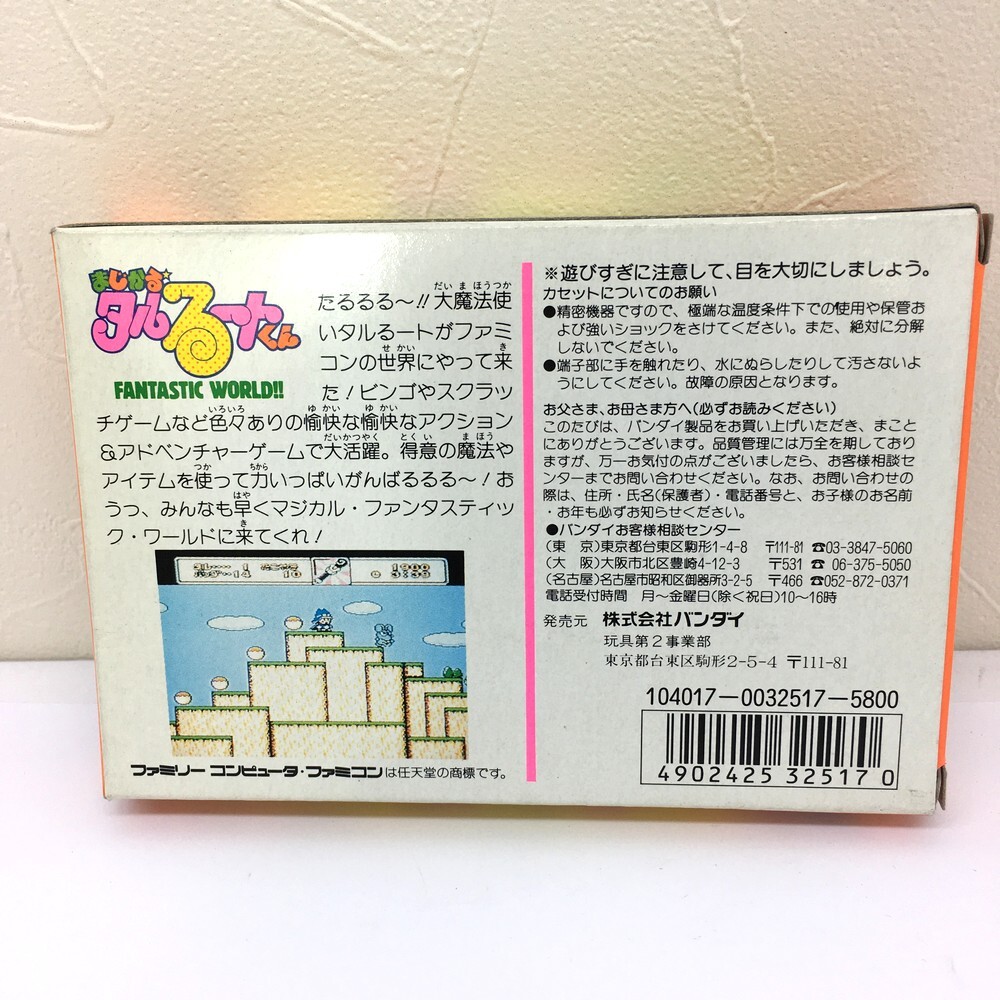 まじかる☆
タルるートくん
FANTASTIC WORLD!!
たるるる〜!!大魔法使
いタルるートがファミ
コンの世界にやって来
た!ビンゴやスクラッ
チゲームなど色々ありの愉快な愉快なアクション
&アドベンチャーゲームで大活躍。得意の魔法や
アイテムを使って力いっぱいがんばるるる〜!お
うっつ、みんなも早くマジカル・ファンタスティッ
ク・ワールドに来てくれ!
14 10
ファミリー コンピュータ・ファミコンは任天堂の商標です。
※遊びすぎに注意して、目を大切にしましょう。
カセットについてのお願い
●精密機器ですので、極端な温度条件下での使用や保管
および強いショックをさけてください。また、絶対に分解
しないでください。
●端子部に手を触れたり、水にぬらしたりして汚さないよ
うにしてください。故障の原因となります。
お父さま、お母さま方へ(必ずお読みください)
このたびは、バンダイ製品をお買い上げいただき、まこと
にありがとうございます。品質管理には万全を期しており
ますが、万一お気付の点がございましたら、お客様相談セ
ンターまでお問い合わせください。なお、お問い合わせの
際は、住所・氏名(保護者)・電話番号と、お子様のお名前
・お年も必ずお知らせください。
●バンダイお客様相談センター
(東 京)東京都台東区駒形1-4-8 〒111-81 ☎03-3847-5060
(大 阪)大阪市北区豊崎4-12-3 〒531 ☎06-375-5050
(名古屋)名古屋市昭和区御器所3-2-5 〒466 ☎052-872-0371
電話受付時間 月〜金曜日(除く祝日)10〜16時
発売元 株式会社バンダイ
玩具第2事業部
東京都台東区駒形2-5-4 〒111-81
104017-0032517-5800
4902425 325170